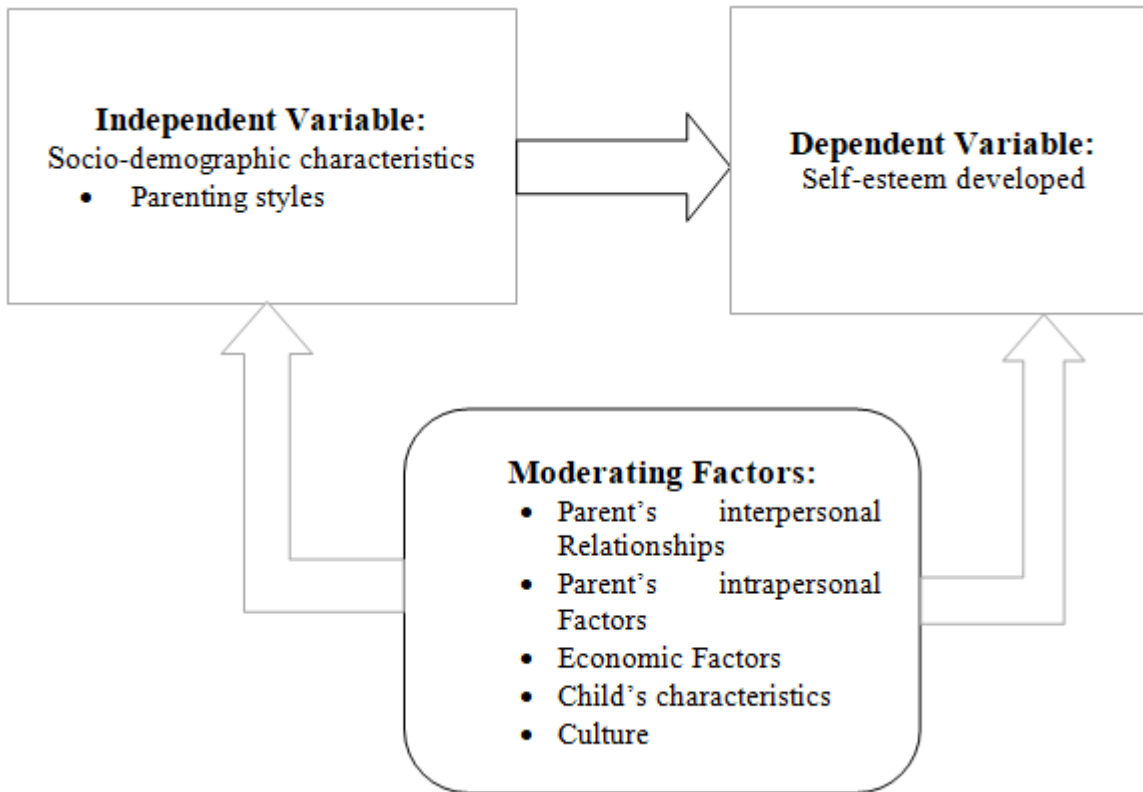 Independent Variable:
Socio-demographic characteristics
• Parenting styles
Dependent Variable:
Self-esteem developed
Moderating Factors:
• Parent’s interpersonal
Relationships
• Parent’s intrapersonal
Factors
• Economic Factors
• Child’s characteristics
• Culture